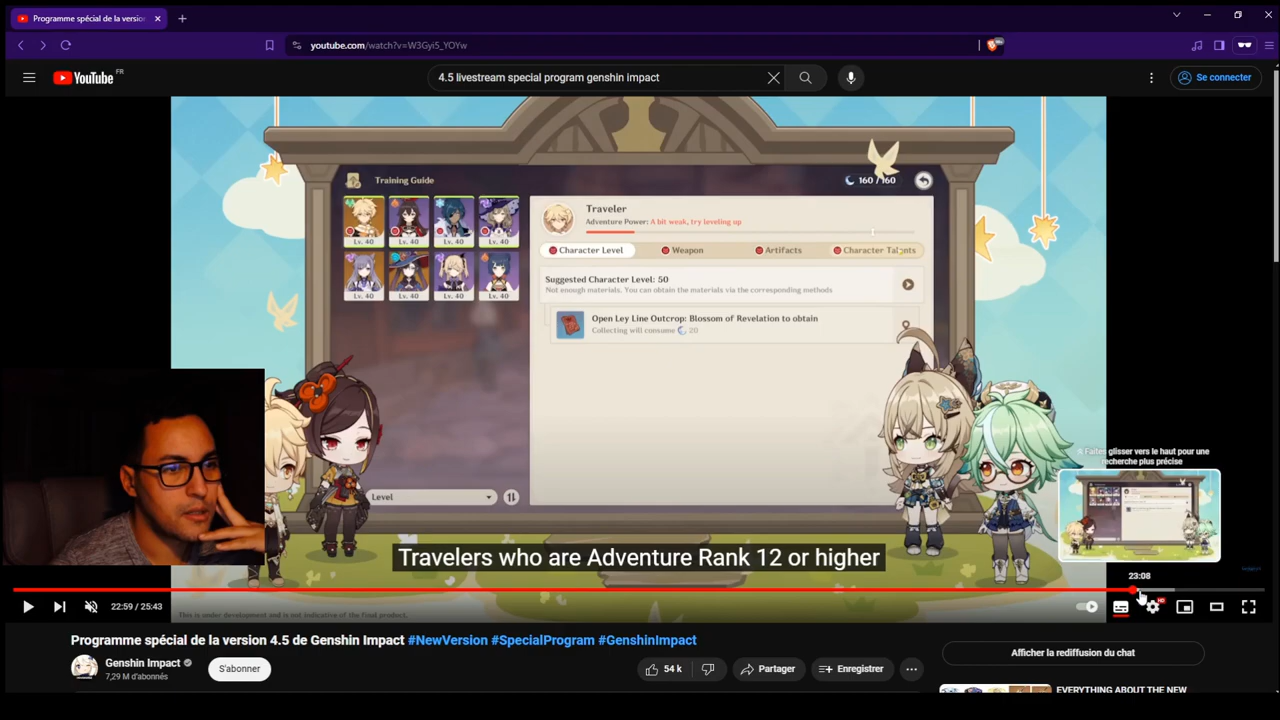 Programme spécial de la versio
youtube.com/watch?v=W3Gyi5_YOYw
YouTube FR
4.5 livestream special program genshin impact
Se connecter
Training Guide
160 / 160
Traveler
Adventure Power: A bit weak, try leveling up
Character Level
Weapon
Artifacts
Character Talents
Lv. 40
Lv. 40
Lv. 40
Lv. 40
Suggested Character Level: 50
Not enough materials. You can obtain the materials via the corresponding methods
Lv. 40
Lv. 40
Lv. 40
Lv. 40
Open Ley Line Outcrop: Blossom of Revelation to obtain
Collecting will consume 20
Level
Faites glisser vers le haut pour une
recherche plus précise
Travelers who are Adventure Rank 12 or higher
23:08
22:59 / 25:43
HD
This is under development and is not indicative of the final product.
Programme spécial de la version 4.5 de Genshin Impact #NewVersion #SpecialProgram #GenshinImpact
Afficher la rediffusion du chat
Genshin Impact
7,29 M d'abonnés
S'abonner
54 k
Partager
Enregistrer
EVERYTHING ABOUT THE NEW